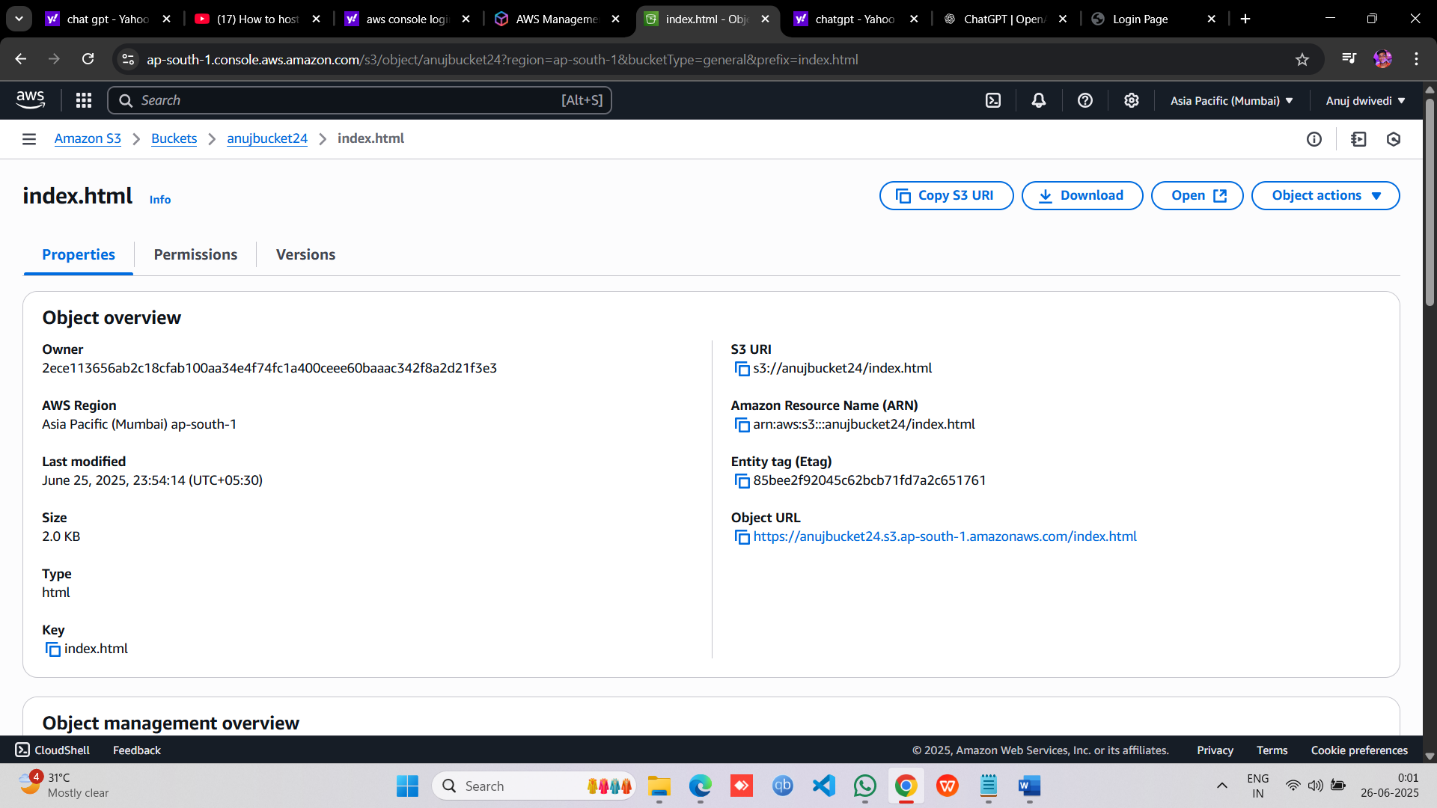 chat gpt - Yahoo
(17) How to host
aws console logi
AWS Manageme
index.html - Obj
chatgpt - Yahoo
ChatGPT | OpenA
Login Page
ap-south-1.console.aws.amazon.com/s3/object/anujbucket24?region=ap-south-1&bucketType=general&prefix=index.html
aws
Search
[Alt+S]
Asia Pacific (Mumbai)
Anuj dwivedi
Amazon S3
Buckets
anujbucket24
index.html
index.html
Info
Copy S3 URI
Download
Open
Object actions
Properties
Permissions
Versions
Object overview
Owner
2ece113656ab2c18cfab100aa34e4f74fc1a400ceee60baaac342f8a2d21f3e3
AWS Region
Asia Pacific (Mumbai) ap-south-1
Last modified
June 25, 2025, 23:54:14 (UTC+05:30)
Size
2.0 KB
Type
html
Key
index.html
S3 URI
s3://anujbucket24/index.html
Amazon Resource Name (ARN)
arn:aws:s3:::anujbucket24/index.html
Entity tag (Etag)
85bee2f92045c62bcb71fd7a2c651761
Object URL
https://anujbucket24.s3.ap-south-1.amazonaws.com/index.html
Object management overview
CloudShell
Feedback
© 2025, Amazon Web Services, Inc. or its affiliates.
Privacy
Terms
Cookie preferences
4
31°C
Mostly clear
Search
qb
ENG
IN
0:01
26-06-2025